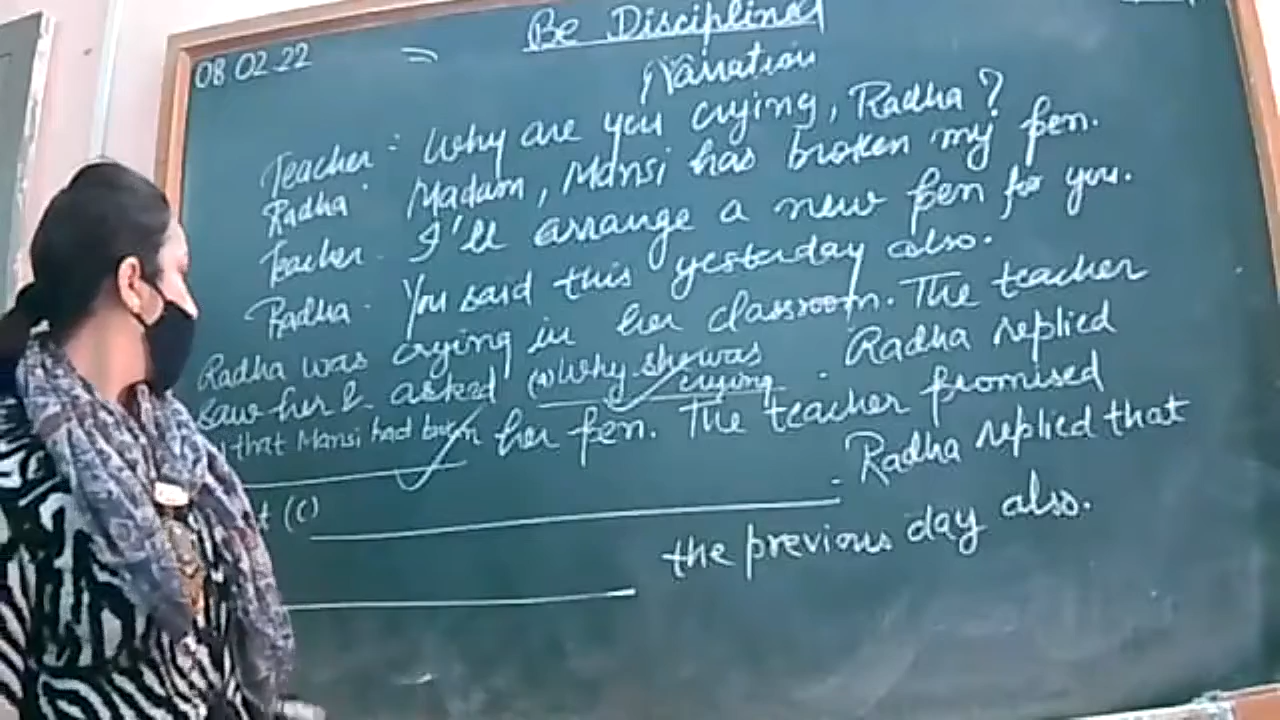 Be Disciplined
08 02.22
Narration
Teacher : Why are you crying, Radha?
Radha Madam, Mansi has broken my pen.
Teacher - I'll arrange a new pen for you.
Radha - You said this yesterday also.
Radha was crying in her classroom. The teacher
saw her & asked (a) Why she was crying. Radha replied
that Mansi had her pen. The teacher promised
(c) . Radha replied that
the previous day also.